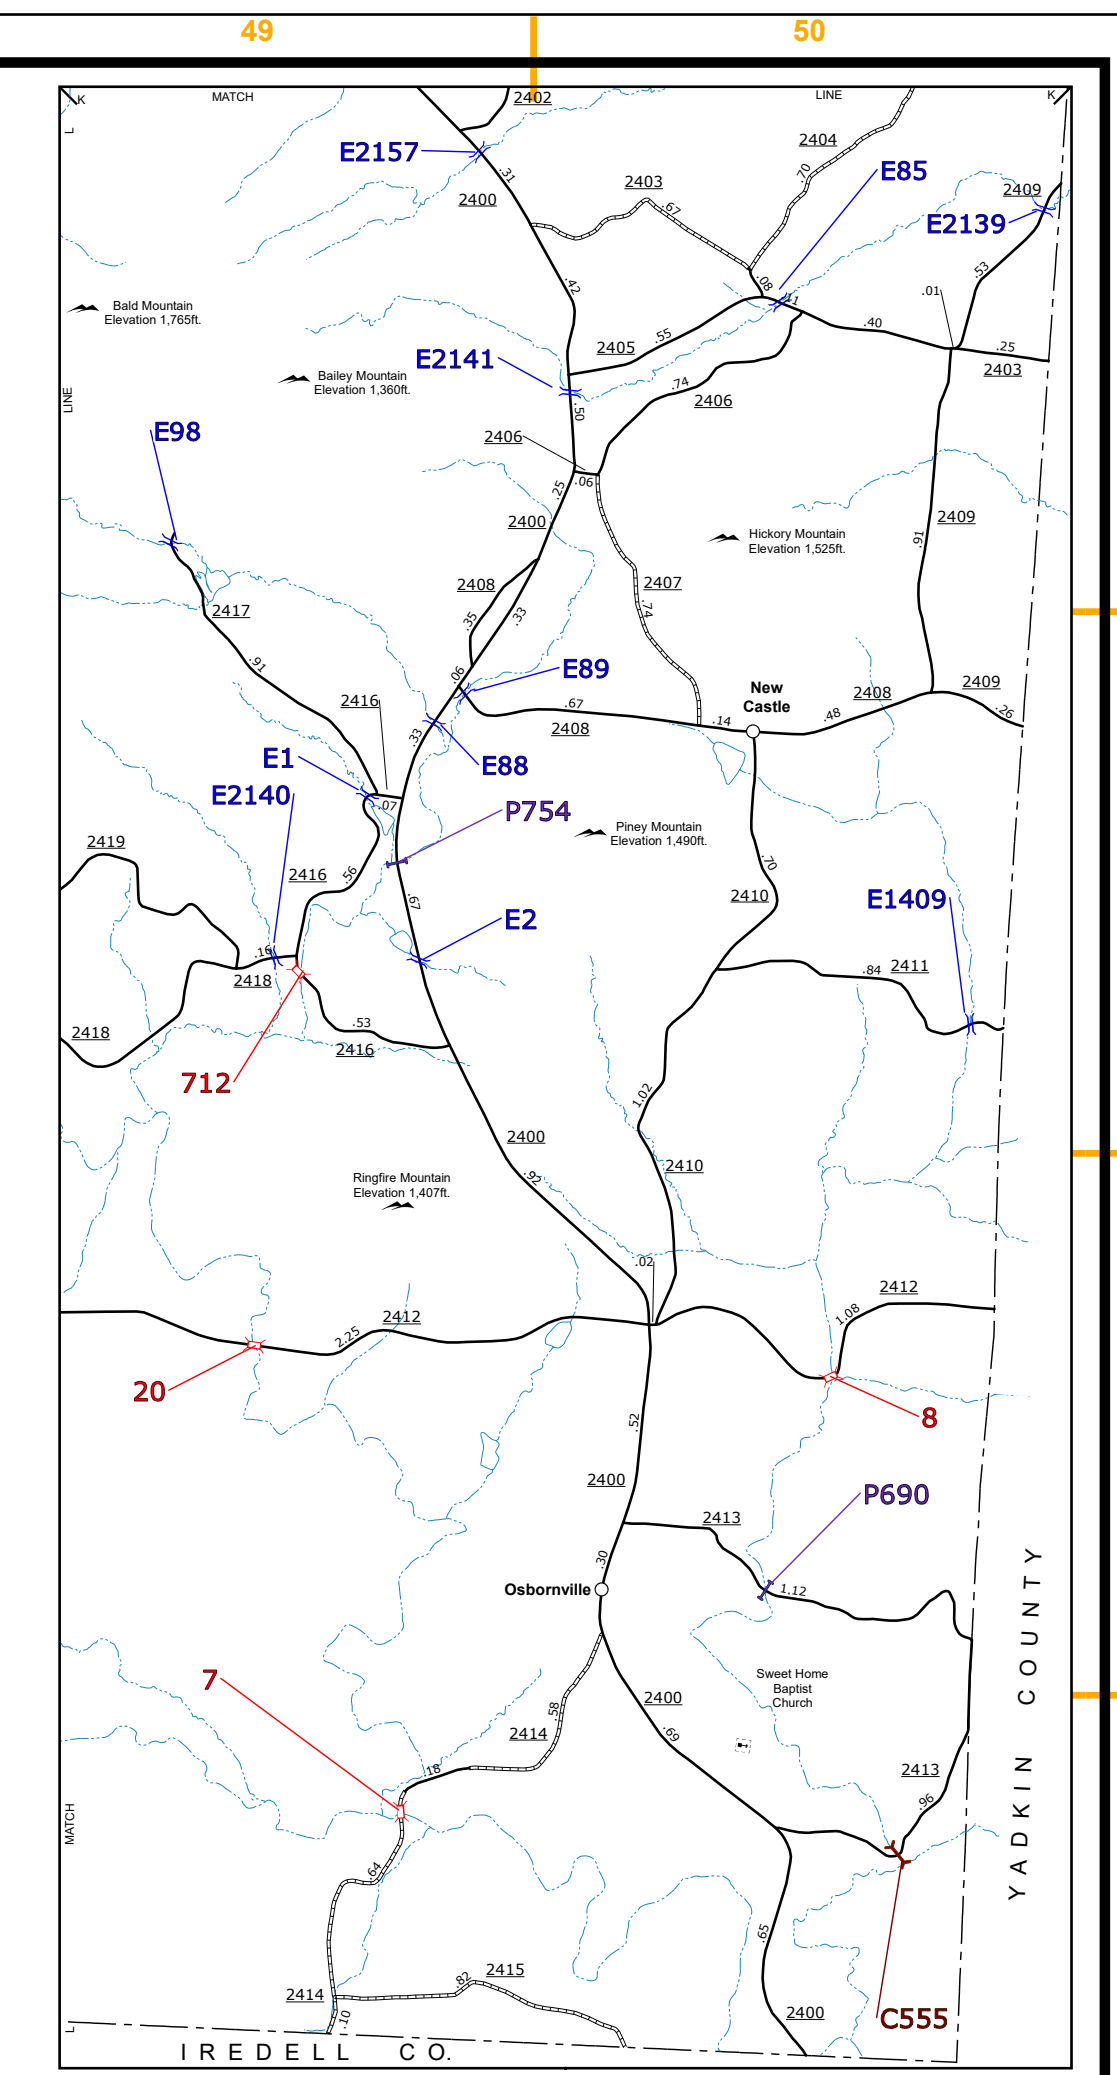 49
50
K
MATCH
2402
LINE
K
L
2404
E2157
E85
.31
.70
2403
2400
.67
2409
E2139
.53
.08
.11
.01
.42
Bald Mountain
Elevation 1,765ft.
.40
.55
2405
.25
2403
E2141
Bailey Mountain
Elevation 1,360ft.
.74
2406
LINE
.50
E98
2406
.06
.25
2400
2409
Hickory Mountain
Elevation 1,525ft.
.91
2408
2407
2417
.35
.33
.74
.91
.06
E89
New
Castle
2409
2408
2416
.67
.26
2408
.14
.48
.33
E1
E88
E2140
.07
P754
Piney Mountain
Elevation 1,490ft.
2419
.70
2416
.56
2410
.67
E1409
E2
.16
2418
.84
2411
.53
2418
2416
712
1.02
2400
2410
Ringfire Mountain
Elevation 1,407ft.
.92
.02
2412
1.08
2412
2.25
20
8
.52
2400
P690
2413
.30
Osbornville
1.12
YADKIN COUNTY
7
Sweet Home
Baptist
Church
2400
.58
2414
.69
.18
2413
.96
MATCH
.64
.65
.82
2415
2414
.10
2400
C555
L
IREDELL CO.